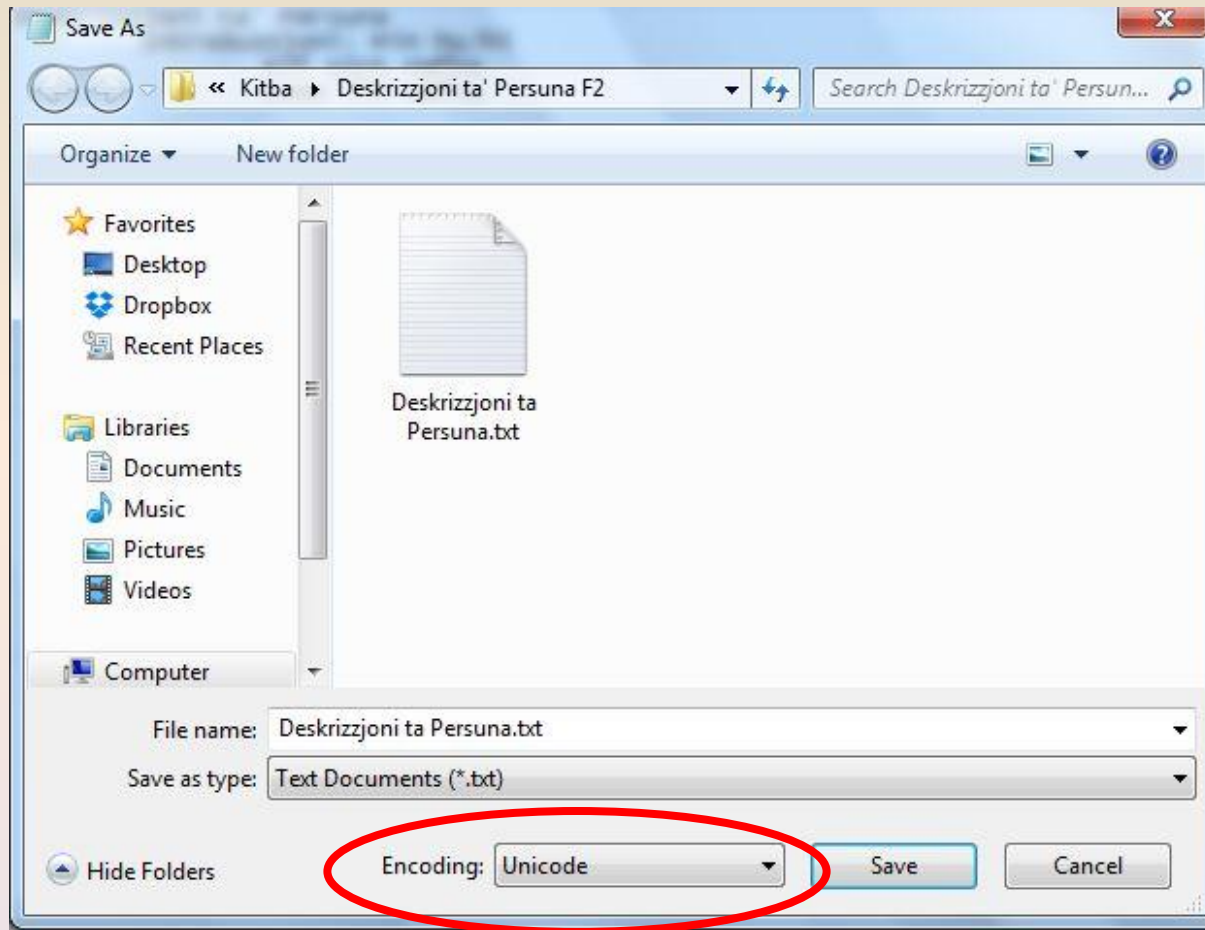 Save As
« Kitba ▸ Deskrizzjoni ta' Persuna F2
Search Deskrizzjoni ta' Persun...
Organize
New folder
Favorites
Desktop
Dropbox
Recent Places
Libraries
Documents
Music
Pictures
Videos
Computer
Deskrizzjoni ta
Persuna.txt
File name: Deskrizzjoni ta Persuna.txt
Save as type: Text Documents (*.txt)
Hide Folders
Encoding: Unicode
Save
Cancel